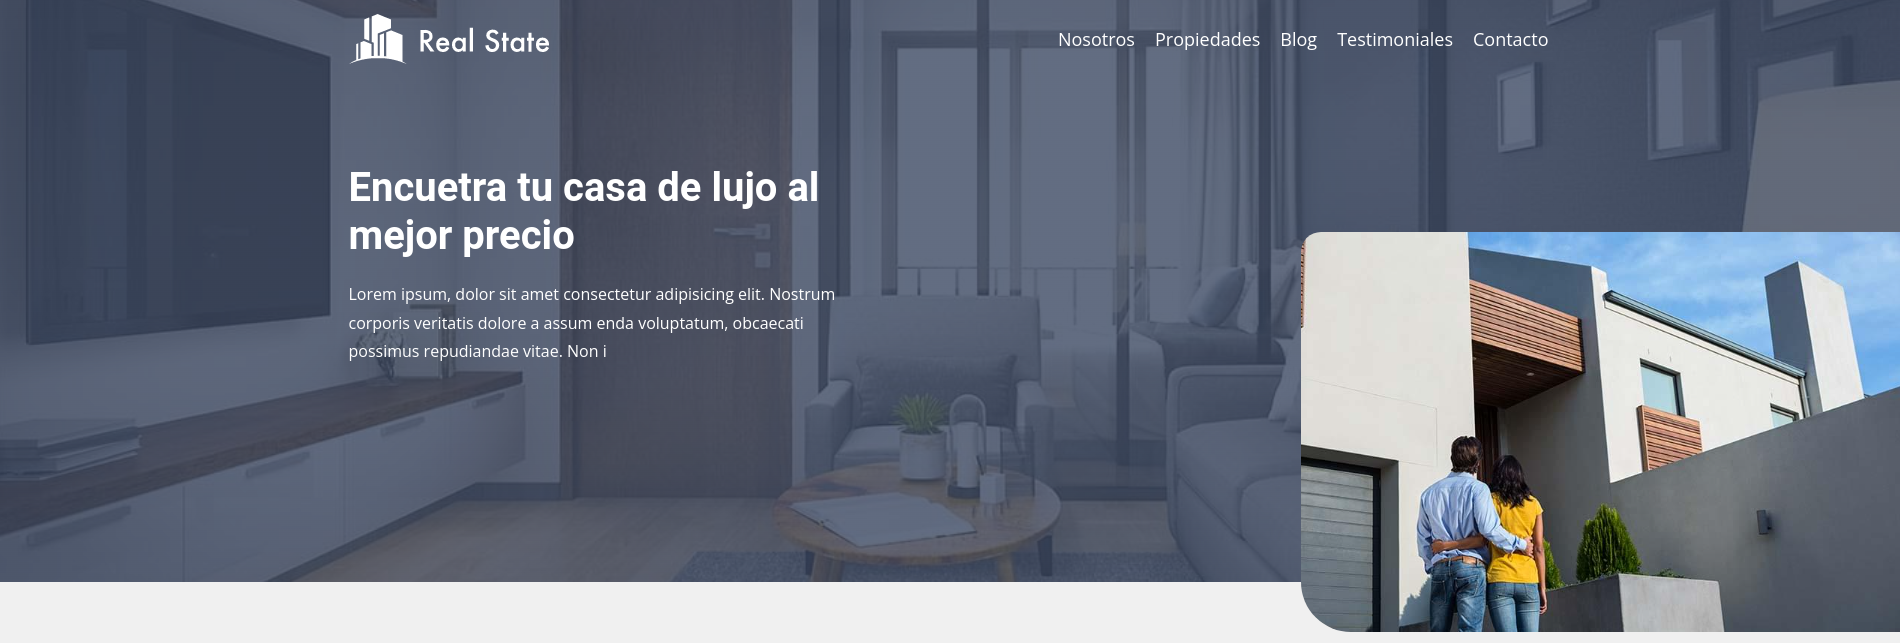 Real State
Nosotros Propiedades Blog Testimoniales Contacto
Encuetra tu casa de lujo al
mejor precio
Lorem ipsum, dolor sit amet consectetur adipisicing elit. Nostrum
corporis veritatis dolore a assum enda voluptatum, obcaecati
possimus repudiandae vitae. Non i